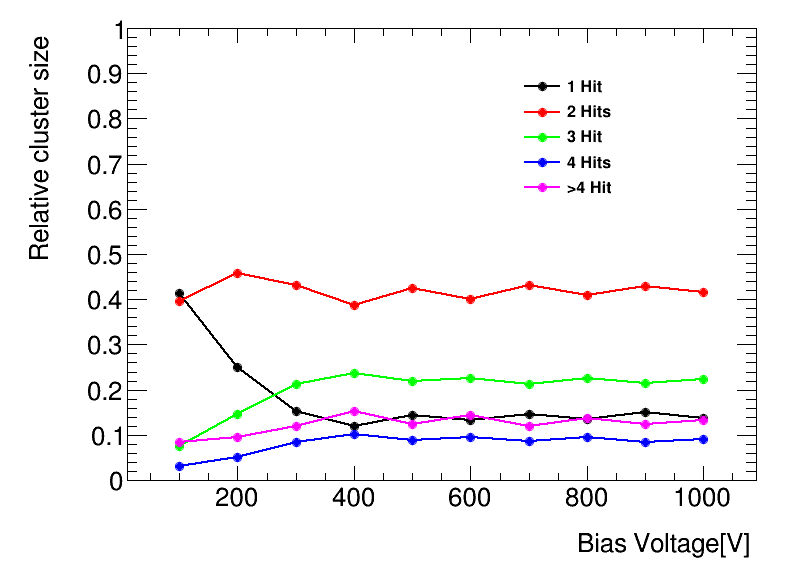 Relative cluster size
1
0.9
0.8
0.7
0.6
0.5
0.4
0.3
0.2
0.1
0
1 Hit
2 Hits
3 Hit
4 Hits
>4 Hit
200 400 600 800 1000
Bias Voltage[V]